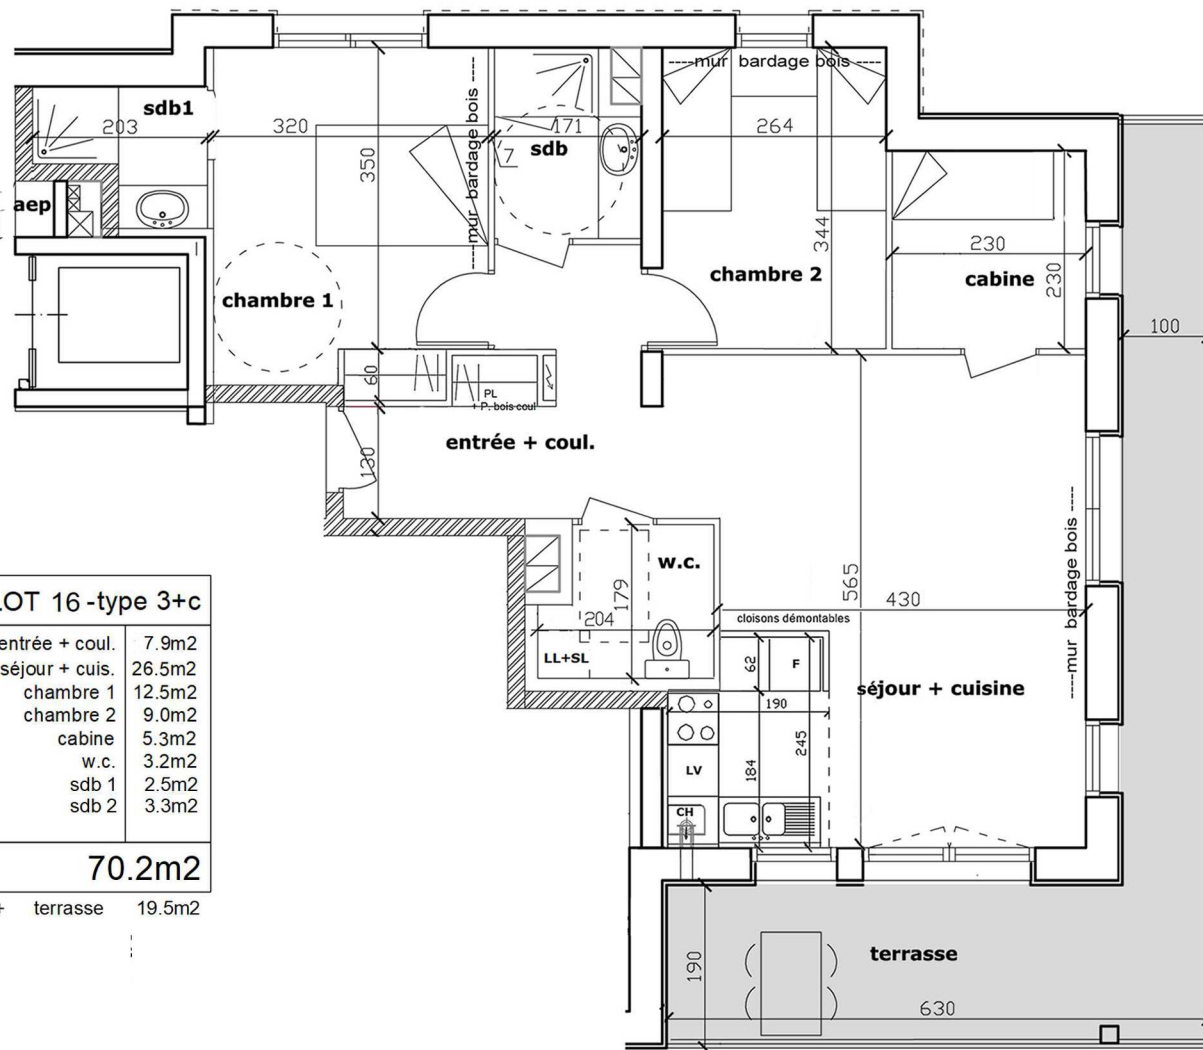 ----mur bardage bois ----
sdb1
203
320
171
264
350
----mur bardage bois ----
7
sdb
aep
344
chambre 2
230
cabine
230
chambre 1
100
60
PL
+ P. bois coul
entrée + coul.
130
w.c.
179
204
LL+SL
565
430
cloisons démontables
----mur bardage bois ----
62
F
séjour + cuisine
190
245
184
LV
CH
LOT 16 -type 3+c
entrée + coul. 7.9m2
séjour + cuis. 26.5m2
chambre 1 12.5m2
chambre 2 9.0m2
cabine 5.3m2
w.c. 3.2m2
sdb 1 2.5m2
sdb 2 3.3m2
70.2m2
+ terrasse 19.5m2
terrasse
190
630